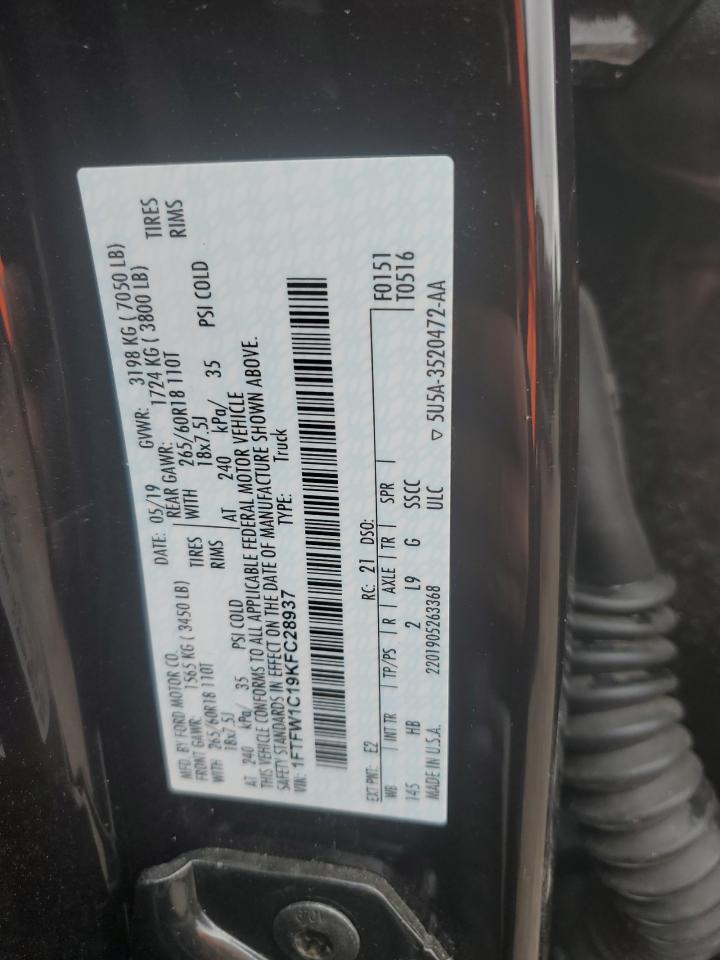 MFD. BY FORD MOTOR CO.
DATE: 05/19 GVWR: 3198 KG ( 7050 LB)
FRONT GAWR: 1565 KG ( 3450 LB) REAR GAWR: 1724 KG ( 3800 LB)
WITH 265/60R18 110T TIRES WITH 265/60R18 110T TIRES
18x7.5J RIMS 18x7.5J RIMS
AT 240 kPa/ 35 PSI COLD AT 240 kPa/ 35 PSI COLD
THIS VEHICLE CONFORMS TO ALL APPLICABLE FEDERAL MOTOR VEHICLE
SAFETY STANDARDS IN EFFECT ON THE DATE OF MANUFACTURE SHOWN ABOVE.
VIN: 1FTFW1C19KFC28937 TYPE: Truck
EXT PNT: E2 RC: 21 DSO: F0151
WB INT TR TP/PS R AXLE TR SPR T0516
145 HB 2 L9 G SSCC
MADE IN U.S.A. 2201905263368 ULC ▽ 5U5A-3520472-AA
10.9